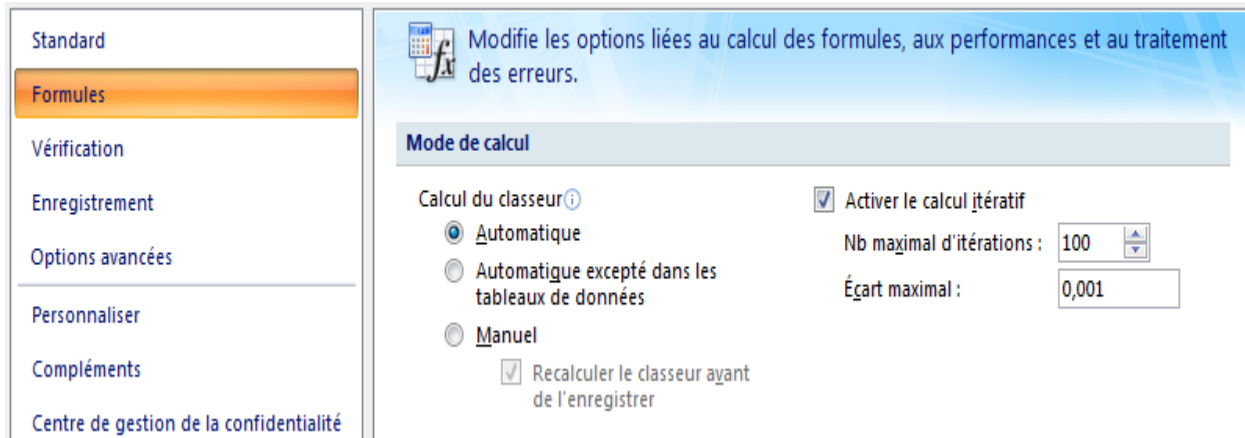 Standard
Formules
Vérification
Enregistrement
Options avancées
Personnaliser
Compléments
Centre de gestion de la confidentialité
Modifie les options liées au calcul des formules, aux performances et au traitement
des erreurs.
Mode de calcul
Calcul du classeur
Automatique
Automatique excepté dans les
tableaux de données
Manuel
Recalculer le classeur avant
de l'enregistrer
Activer le calcul itératif
Nb maximal d'itérations : 100
Écart maximal : 0,001